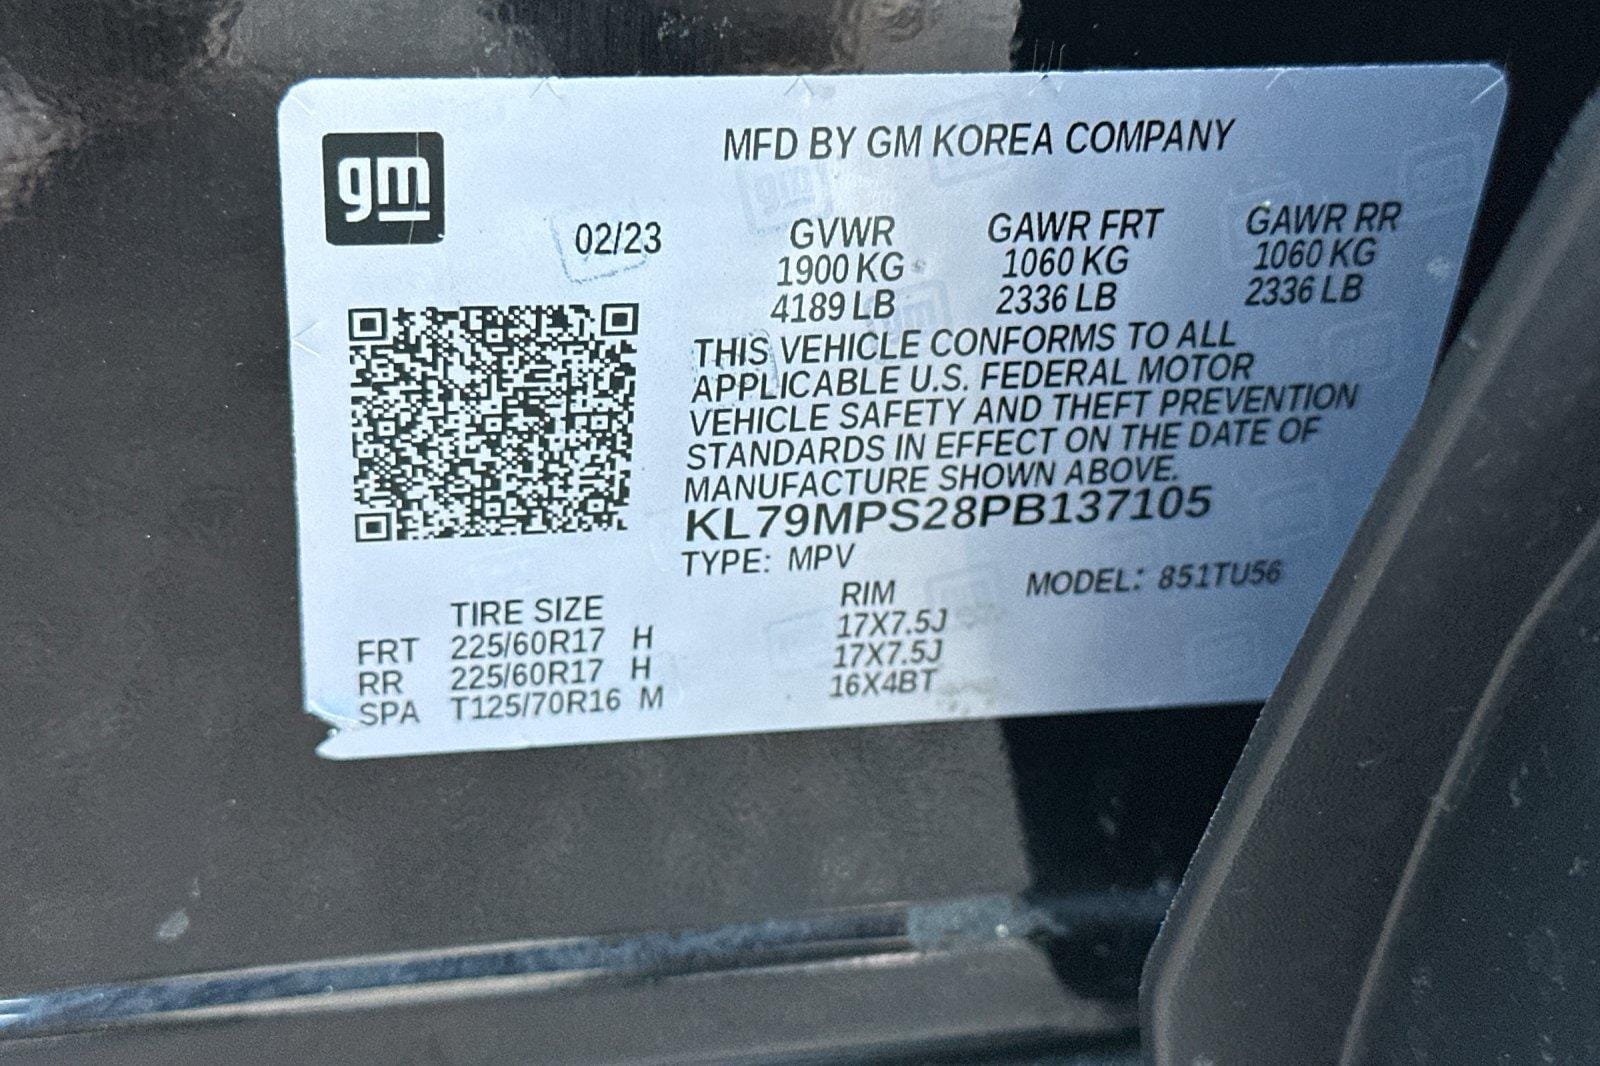 gm
MFD BY GM KOREA COMPANY
02/23 GVWR GAWR FRT GAWR RR
1900 KG 1060 KG 1060 KG
4189 LB 2336 LB 2336 LB
THIS VEHICLE CONFORMS TO ALL
APPLICABLE U.S. FEDERAL MOTOR
VEHICLE SAFETY AND THEFT PREVENTION
STANDARDS IN EFFECT ON THE DATE OF
MANUFACTURE SHOWN ABOVE.
KL79MPS28PB137105
TYPE: MPV MODEL: 851TU56
TIRE SIZE RIM
FRT 225/60R17 H 17X7.5J
RR 225/60R17 H 17X7.5J
SPA T125/70R16 M 16X4BT